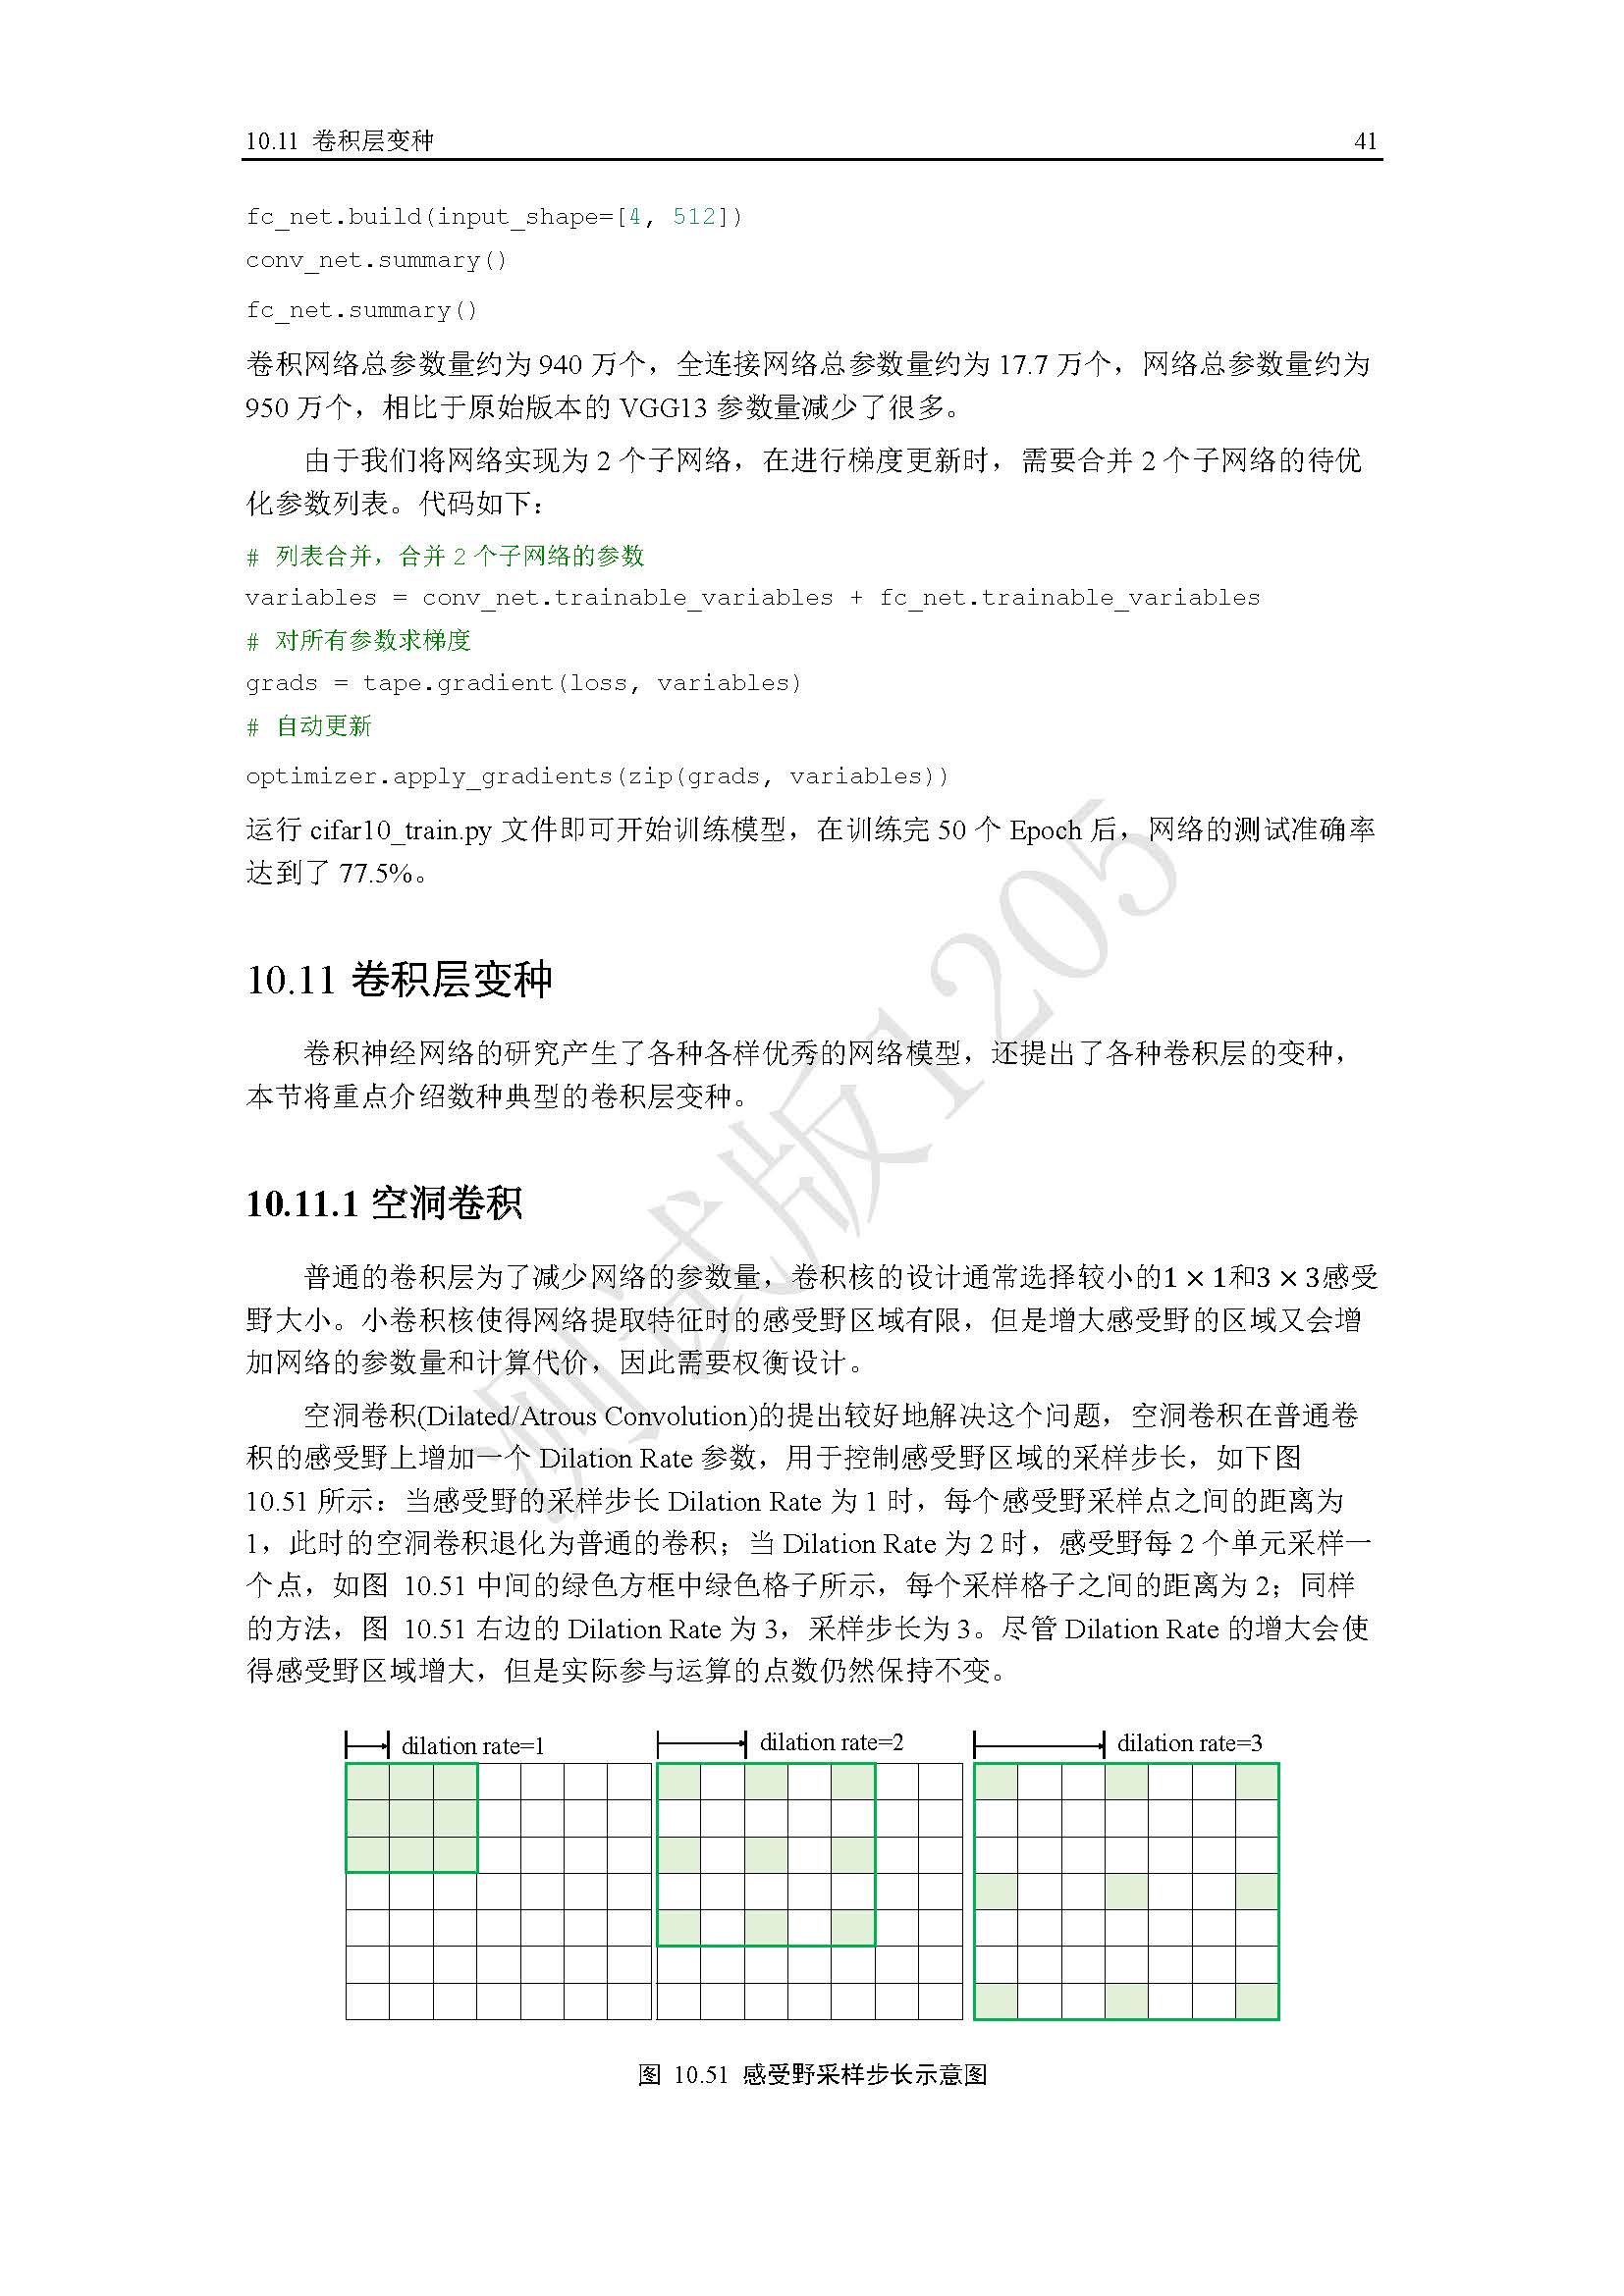 10.11 卷积层变种 41
fc_net.build(input_shape=[4, 512])
conv_net.summary()
fc_net.summary()
卷积网络总参数量约为 940 万个，全连接网络总参数量约为 17.7 万个，网络总参数量约为
950 万个，相比于原始版本的 VGG13 参数量减少了很多。
由于我们将网络实现为 2 个子网络，在进行梯度更新时，需要合并 2 个子网络的待优
化参数列表。代码如下：
# 列表合并，合并 2 个子网络的参数
variables = conv_net.trainable_variables + fc_net.trainable_variables
# 对所有参数求梯度
grads = tape.gradient(loss, variables)
# 自动更新
optimizer.apply_gradients(zip(grads, variables))
运行 cifar10_train.py 文件即可开始训练模型，在训练完 50 个 Epoch 后，网络的测试准确率
达到了 77.5%。
10.11 卷积层变种
卷积神经网络的研究产生了各种各样优秀的网络模型，还提出了各种卷积层的变种，
本节将重点介绍数种典型的卷积层变种。
10.11.1 空洞卷积
普通的卷积层为了减少网络的参数量，卷积核的设计通常选择较小的1 × 1和3 × 3感受
野大小。小卷积核使得网络提取特征时的感受野区域有限，但是增大感受野的区域又会增
加网络的参数量和计算代价，因此需要权衡设计。
空洞卷积(Dilated/Atrous Convolution)的提出较好地解决这个问题，空洞卷积在普通卷
积的感受野上增加一个 Dilation Rate 参数，用于控制感受野区域的采样步长，如下图
10.51 所示：当感受野的采样步长 Dilation Rate 为 1 时，每个感受野采样点之间的距离为
1，此时的空洞卷积退化为普通的卷积；当 Dilation Rate 为 2 时，感受野每 2 个单元采样一
个点，如图 10.51 中间的绿色方框中绿色格子所示，每个采样格子之间的距离为 2；同样
的方法，图 10.51 右边的 Dilation Rate 为 3，采样步长为 3。尽管 Dilation Rate 的增大会使
得感受野区域增大，但是实际参与运算的点数仍然保持不变。
dilation rate=1 dilation rate=2 dilation rate=3
图 10.51 感受野采样步长示意图
测试版1205